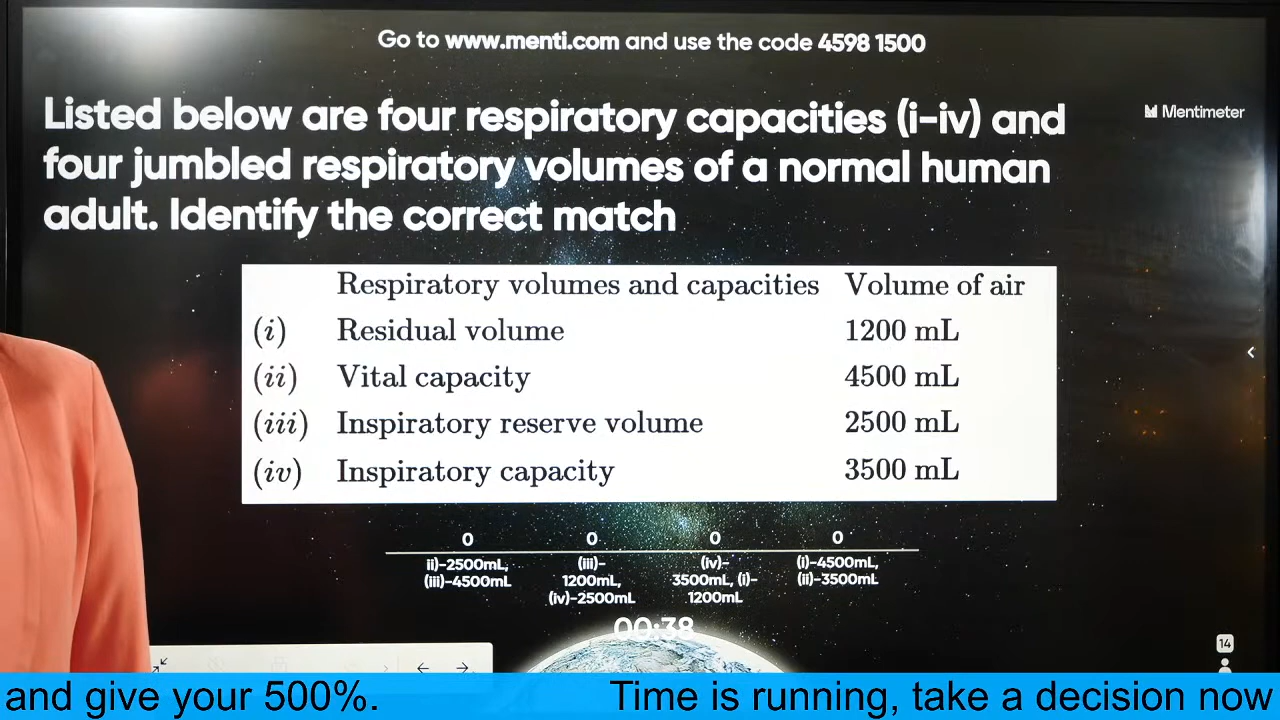 Go to www.menti.com and use the code 4598 1500
Listed below are four respiratory capacities (i-iv) and
four jumbled respiratory volumes of a normal human
adult. Identify the correct match
Mentimeter
Respiratory volumes and capacities Volume of air
(i) Residual volume 1200 mL
(ii) Vital capacity 4500 mL
(iii) Inspiratory reserve volume 2500 mL
(iv) Inspiratory capacity 3500 mL
0 0 0 0
ii)-2500mL,
(iii)-4500mL
(iii)-
1200mL,
(iv)-2500mL
(iv)-
3500mL, (i)-
1200mL
(i)-4500mL,
(ii)-3500mL
00:38
14
and give your 500%. Time is running, take a decision now